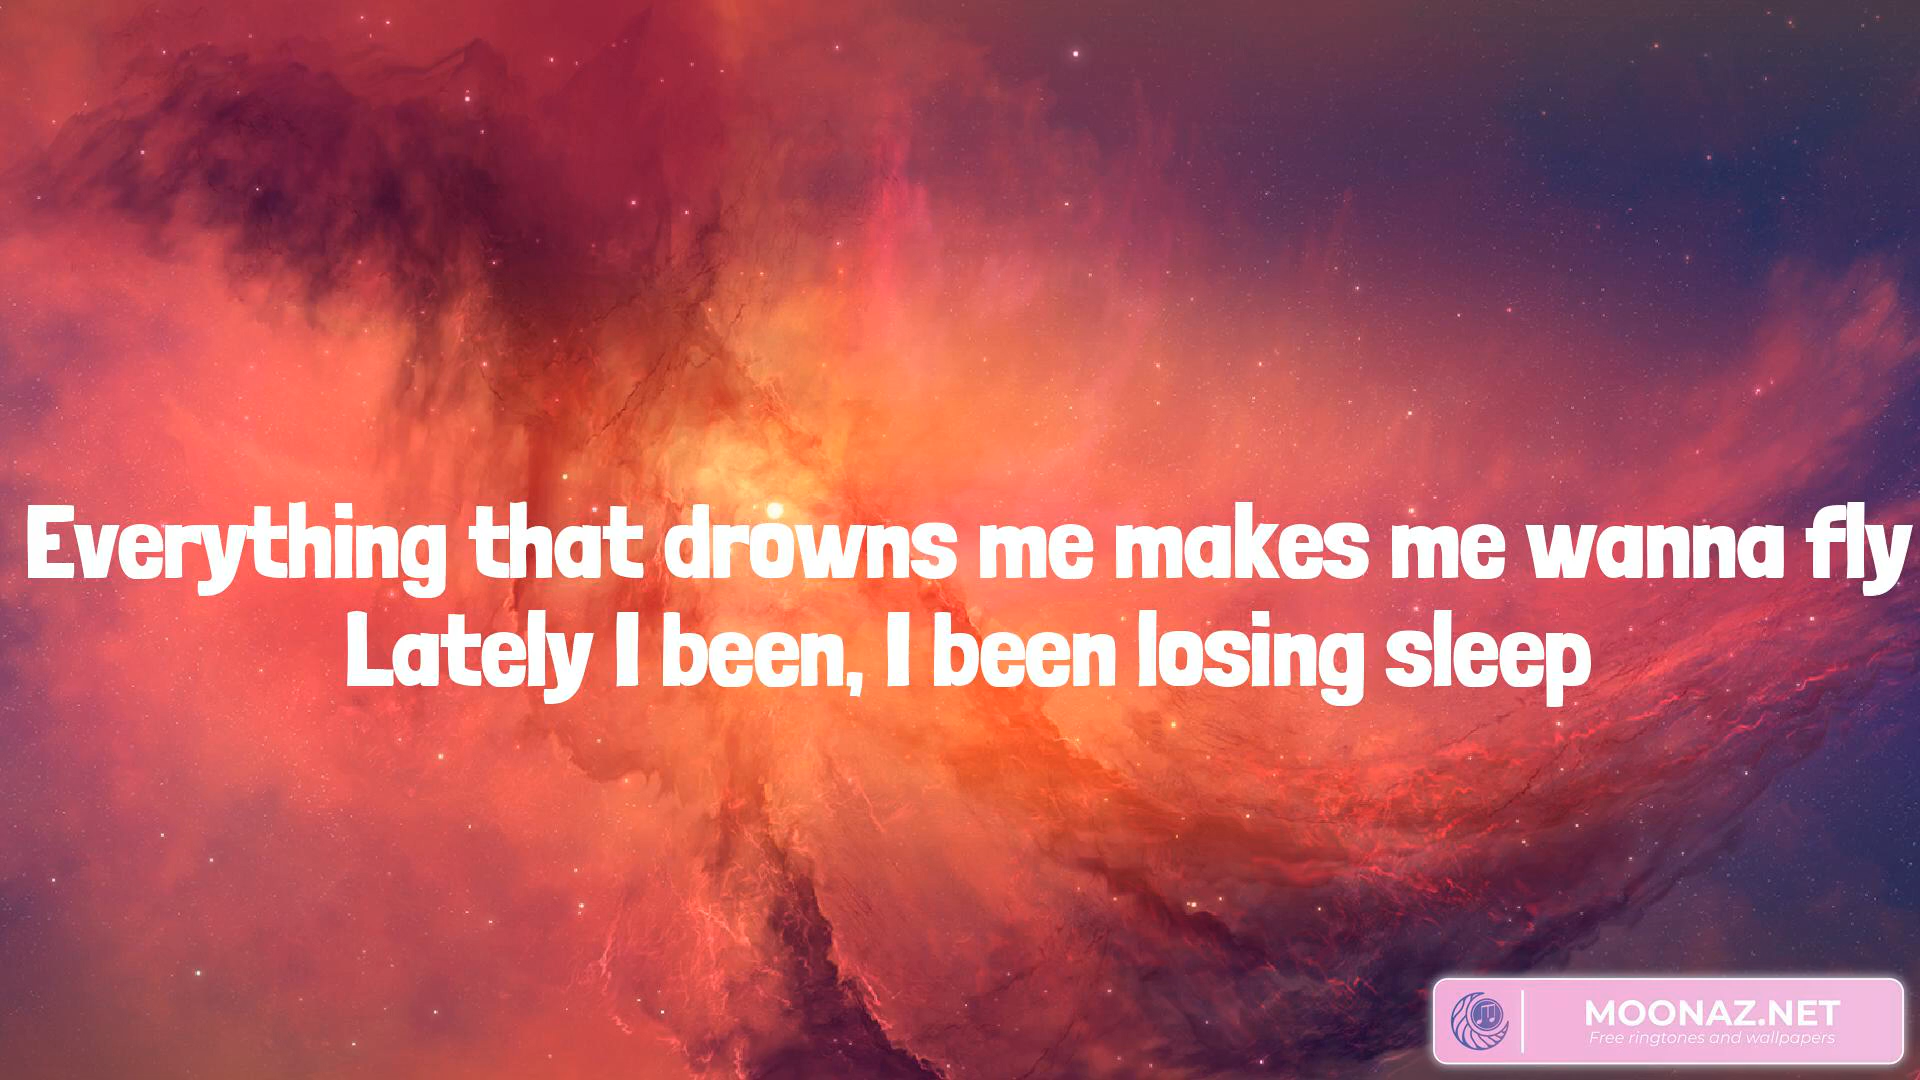 Everything that drowns me makes me wanna fly
Lately I been, I been losing sleep
MOONAZ.NET
Free ringtones and wallpapers